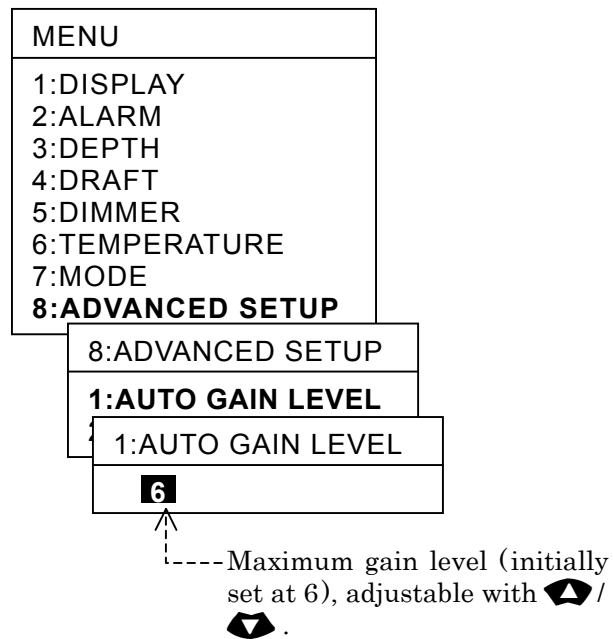 MENU
1:DISPLAY
2:ALARM
3:DEPTH
4:DRAFT
5:DIMMER
6:TEMPERATURE
7:MODE
8:ADVANCED SETUP
8:ADVANCED SETUP
1:AUTO GAIN LEVEL
1:AUTO GAIN LEVEL
6
Maximum gain level (initially
set at 6), adjustable with ▲ /
▼ .